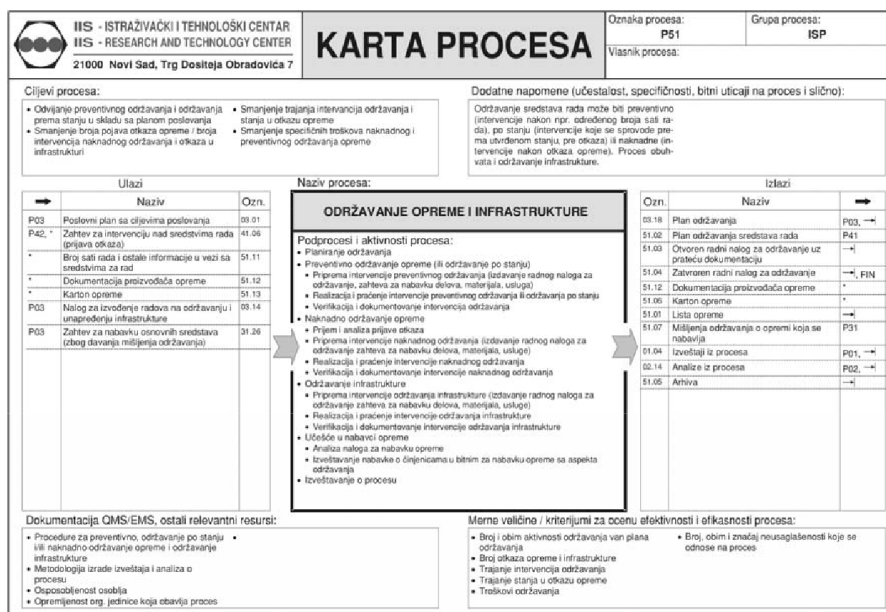 IIS - ISTRAŽIVAČKI I TEHNOLOŠKI CENTAR
IIS - RESEARCH AND TECHNOLOGY CENTER
21000 Novi Sad, Trg Dositeja Obradovića 7
KARTA PROCESA
Oznaka procesa:
P51
Grupa procesa:
ISP
Vlasnik procesa:
Ciljevi procesa:
• Odvijanje preventivnog održavanja i održavanja
prema stanju u skladu sa planom poslovanja
• Smanjenje broja pojava otkaza opreme / broja
intervencija naknadnog održavanja i otkaza u
infrastrukturi
• Smanjenje trajanja intervancija održavanja i
stanja u otkazu opreme
• Smanjenje specifičnih troškova naknadnog i
preventivnog održavanja opreme
Dodatne napomene (učestalost, specifičnosti, bitni uticaji na proces i slično):
Održavanje sredstava rada može biti preventivno
(intervencije nakon npr. određenog broja sati ra-
da), po stanju (intervencije koje se sprovode pre-
ma utvrđenom stanju, pre otkaza) ili naknadne (in-
tervencije nakon otkaza opreme). Proces obuh-
vata i održavanje infrastrukture.
Ulazi
→ Naziv Ozn.
P03 Poslovni plan sa ciljevima poslovanja 03.01
P42, * Zahtev za intervenciju nad sredstvima rada 41.06
(prijava otkaza)
* Broj sati rada i ostale informacije u vezi sa 51.11
sredstvima za rad
* Dokumentacija proizvođača opreme 51.12
* Karton opreme 51.13
P03 Nalog za izvođenje radova na održavanju i 03.14
unapređenju infrastrukture
P03 Zahtev za nabavku osnovnih sredstava 31.26
(zbog davanja mišljenja održavanja)
Naziv procesa:
ODRŽAVANJE OPREME I INFRASTRUKTURE
Podprocesi i aktivnosti procesa:
• Planiranje održavanja
• Preventivno održavanje opreme (ili održavanje po stanju)
• Priprema intervencije preventivnog održavanja (izdavanje radnog naloga za
održavanje, zahteva za nabavku delova, materijala, usluga)
• Realizacija i praćenje intervencije preventivnog održavanja ili održavanja po stanju
• Verifikacija i dokumentovanje intervencija održavanja
• Naknadno održavanje opreme
• Prijem i analiza prijave otkaza
• Priprema intervencije naknadnog održavanja (izdavanje radnog naloga za
održavanje zahteva za nabavku delova, materijala, usluge)
• Realizacija i praćenje intervencije naknadnog održavanja
• Verifikacija i dokumentovanje intervencije naknadnog održavanja
• Održavanje infrastrukture
• Priprema intervencije održavanja infrastrukture (izdavanje radnog naloga za
održavanje zahteva za nabavku delova, materijala, usluge)
• Realizacija i praćenje intervencije održavanja infrastrukture
• Verifikacija i dokumentovanje intervencije održavanja infrastrukture
• Učešće u nabavci opreme
• Analiza naloga za nabavku opreme
• Izveštavanje nabavke o činjenicama u bitnim za nabavku opreme sa aspekta
održavanja
• Izveštavanje o procesu
Izlazi
Ozn. Naziv →
03.18 Plan održavanja P03, →|
51.02 Plan održavanja sredstava rada P41
51.03 Otvoren radni nalog za održavanje uz →|
prateću dokumentaciju
51.04 Zatvroren radni nalog za održavanje →|, FIN
51.12 Dokumentacija proizvođača opreme *
51.06 Karton opreme *
51.01 Lista opreme →|
51.07 Mišljenja održavanja o opremi koja se P31
nabavlja
01.04 Izveštaji iz procesa P01, →|
02.14 Analize iz procesa P02, →|
51.05 Arhiva →|
Dokumentacija QMS/EMS, ostali relevantni resursi:
• Procedure za preventivno, održavanje po stanju •
i/ili naknadno održavanje opreme i održavanje
infrastrukture
• Metodologija izrade izveštaja i analiza o
procesu
• Osposobljenost osoblja
• Opremljenost org. jedinice koja obavlja proces
Merne veličine / kriterijumi za ocenu efektivnosti i efikasnosti procesa:
• Broj i obim aktivnosti održavanja van plana
održavanja
• Broj otkaza opreme i infrastrukture
• Trajanje intervencija održavanja
• Trajanje stanja u otkazu opreme
• Troškovi održavanja
• Broj, obim i značaj neusaglašenosti koje se
odnose na proces